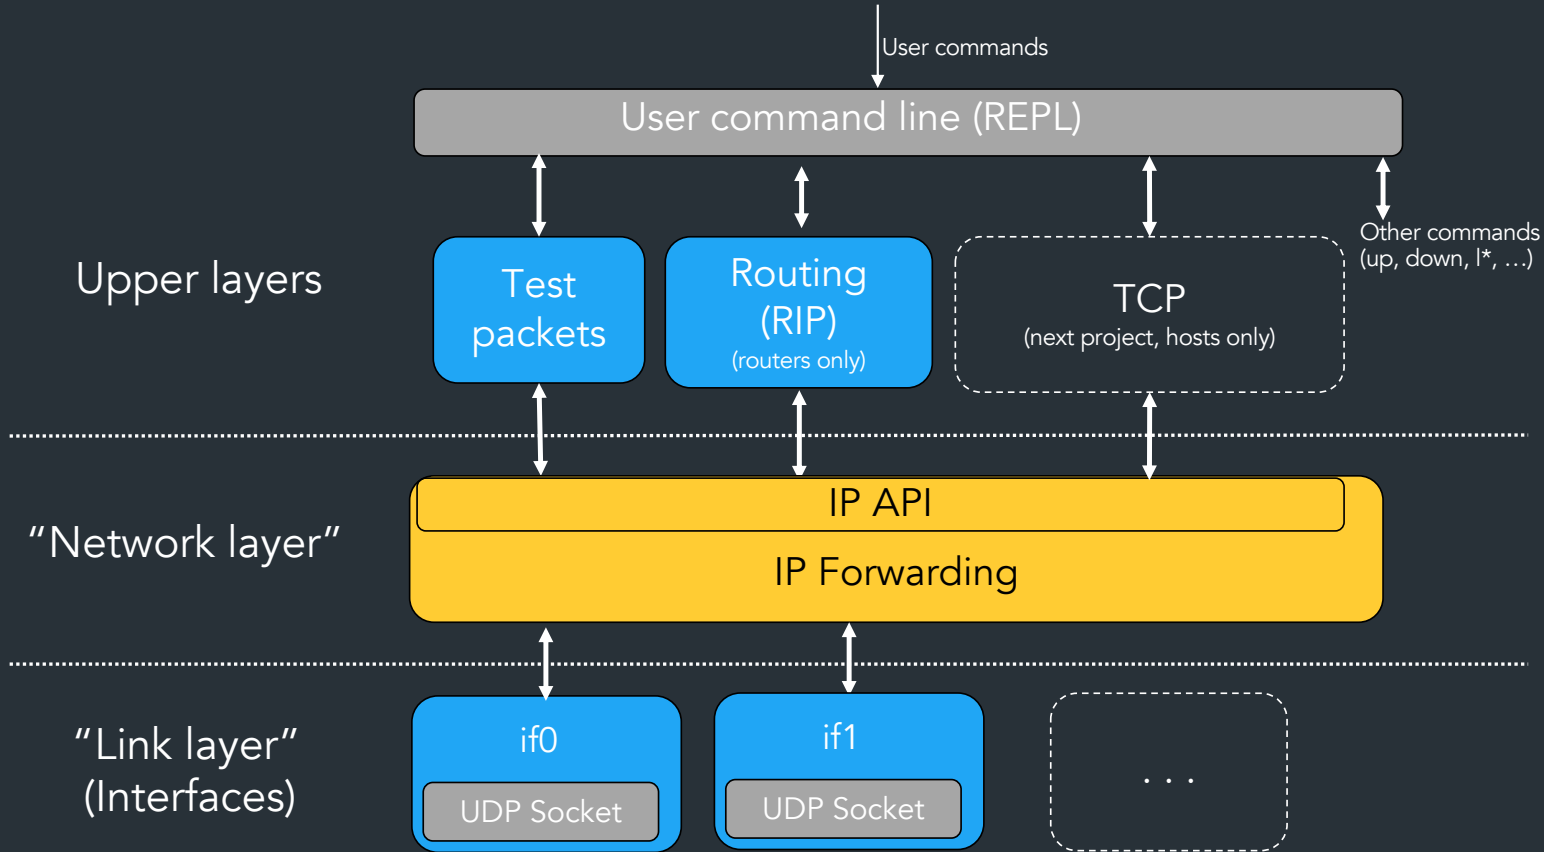 User commands
User command line (REPL)
Other commands
(up, down, l*, …)
Upper layers
Test
packets
Routing
(RIP)
(routers only)
TCP
(next project, hosts only)
“Network layer”
IP API
IP Forwarding
“Link layer”
(Interfaces)
if0
UDP Socket
if1
UDP Socket
. . .